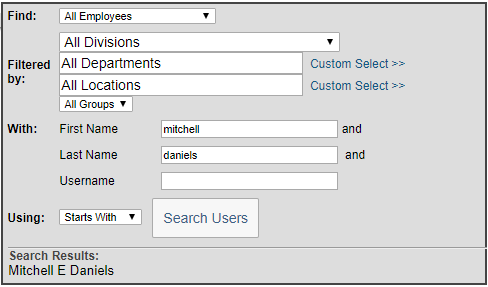 Find: All Employees
All Divisions
Filtered by: All Departments Custom Select >>
All Locations Custom Select >>
All Groups
With: First Name mitchell and
Last Name daniels and
Username
Using: Starts With Search Users
Search Results:
Mitchell E Daniels